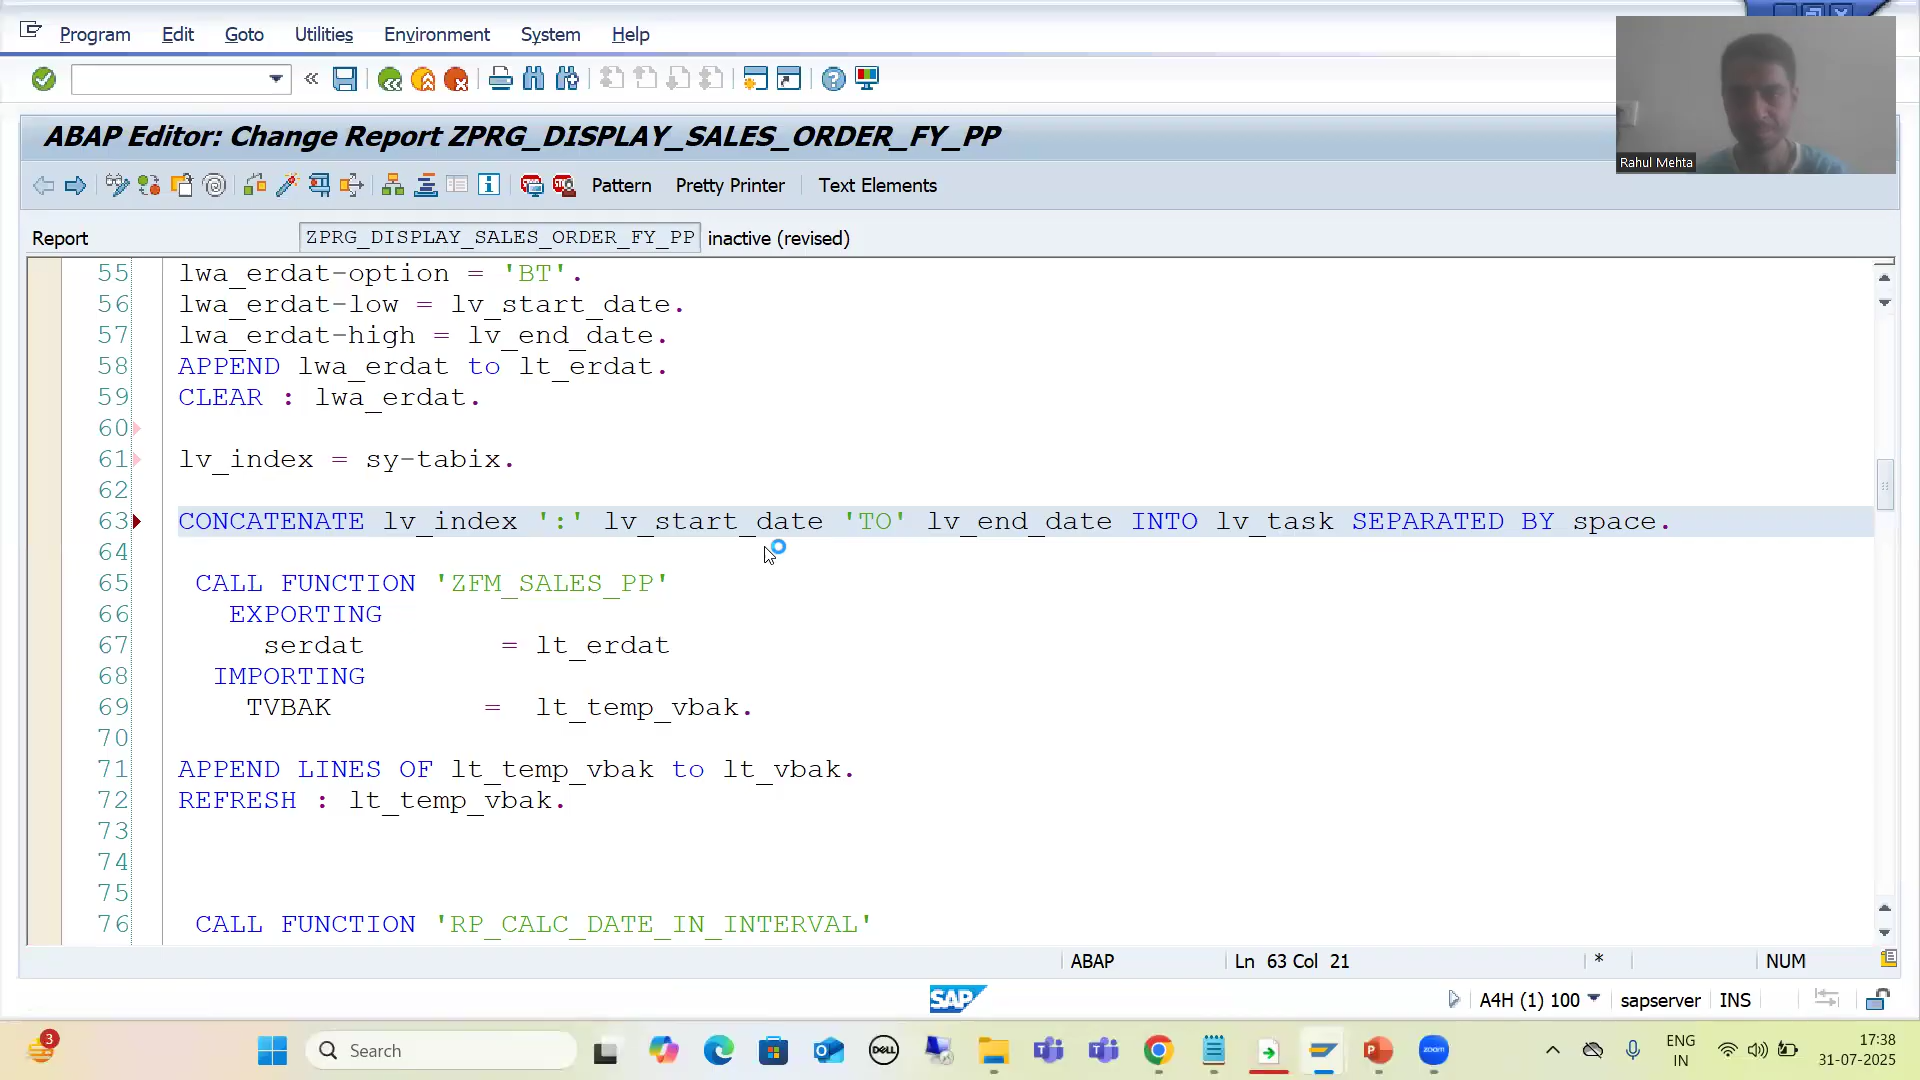 Program Edit Goto Utilities Environment System Help
Rahul Mehta
ABAP Editor: Change Report ZPRG_DISPLAY_SALES_ORDER_FY_PP
Pattern Pretty Printer Text Elements
Report ZPRG_DISPLAY_SALES_ORDER_FY_PP inactive (revised)
55 lwa_erdat-option = 'BT'.
56 lwa_erdat-low = lv_start_date.
57 lwa_erdat-high = lv_end_date.
58 APPEND lwa_erdat to lt_erdat.
59 CLEAR : lwa_erdat.
60
61 lv_index = sy-tabix.
62
63 CONCATENATE lv_index ':' lv_start_date 'TO' lv_end_date INTO lv_task SEPARATED BY space.
64
65 CALL FUNCTION 'ZFM_SALES_PP'
66 EXPORTING
67 serdat = lt_erdat
68 IMPORTING
69 TVBAK = lt_temp_vbak.
70
71 APPEND LINES OF lt_temp_vbak to lt_vbak.
72 REFRESH : lt_temp_vbak.
73
74
75
76 CALL FUNCTION 'RP_CALC_DATE_IN_INTERVAL'
ABAP Ln 63 Col 21 * NUM
SAP A4H (1) 100 sapserver INS
3 Search DELL zoom ENG IN 17:38 31-07-2025